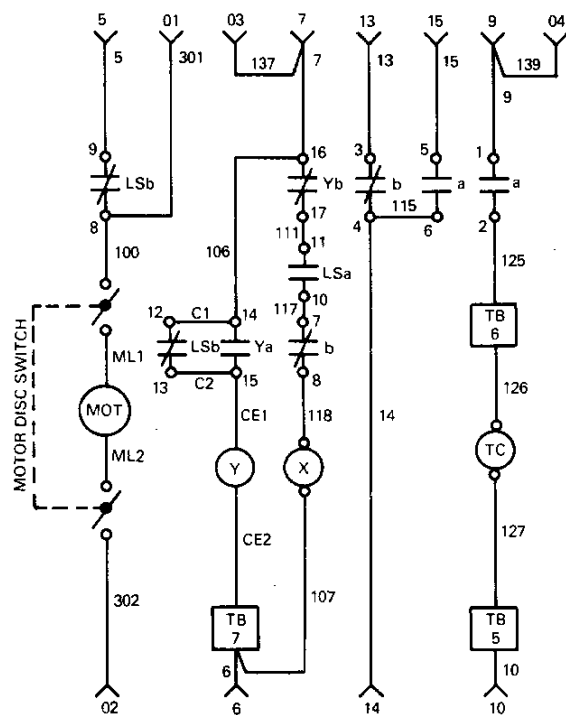 5 01 03 7 13 15 9 04
5 301 137 7 13 15 139
9
9 16 3 5 1
LSb Yb b a a
8 17 4 115 6 2
100 106 111 11 125
LSa
10
12 C1 14 117 7 TB
6
LSb Ya b
13 C2 15 8
ML1 CE1 118 14 126
MOT Y X TC
ML2 CE2 107 127
MOTOR DISC SWITCH
302 TB
7
TB
5
6 10
02 6 14 10